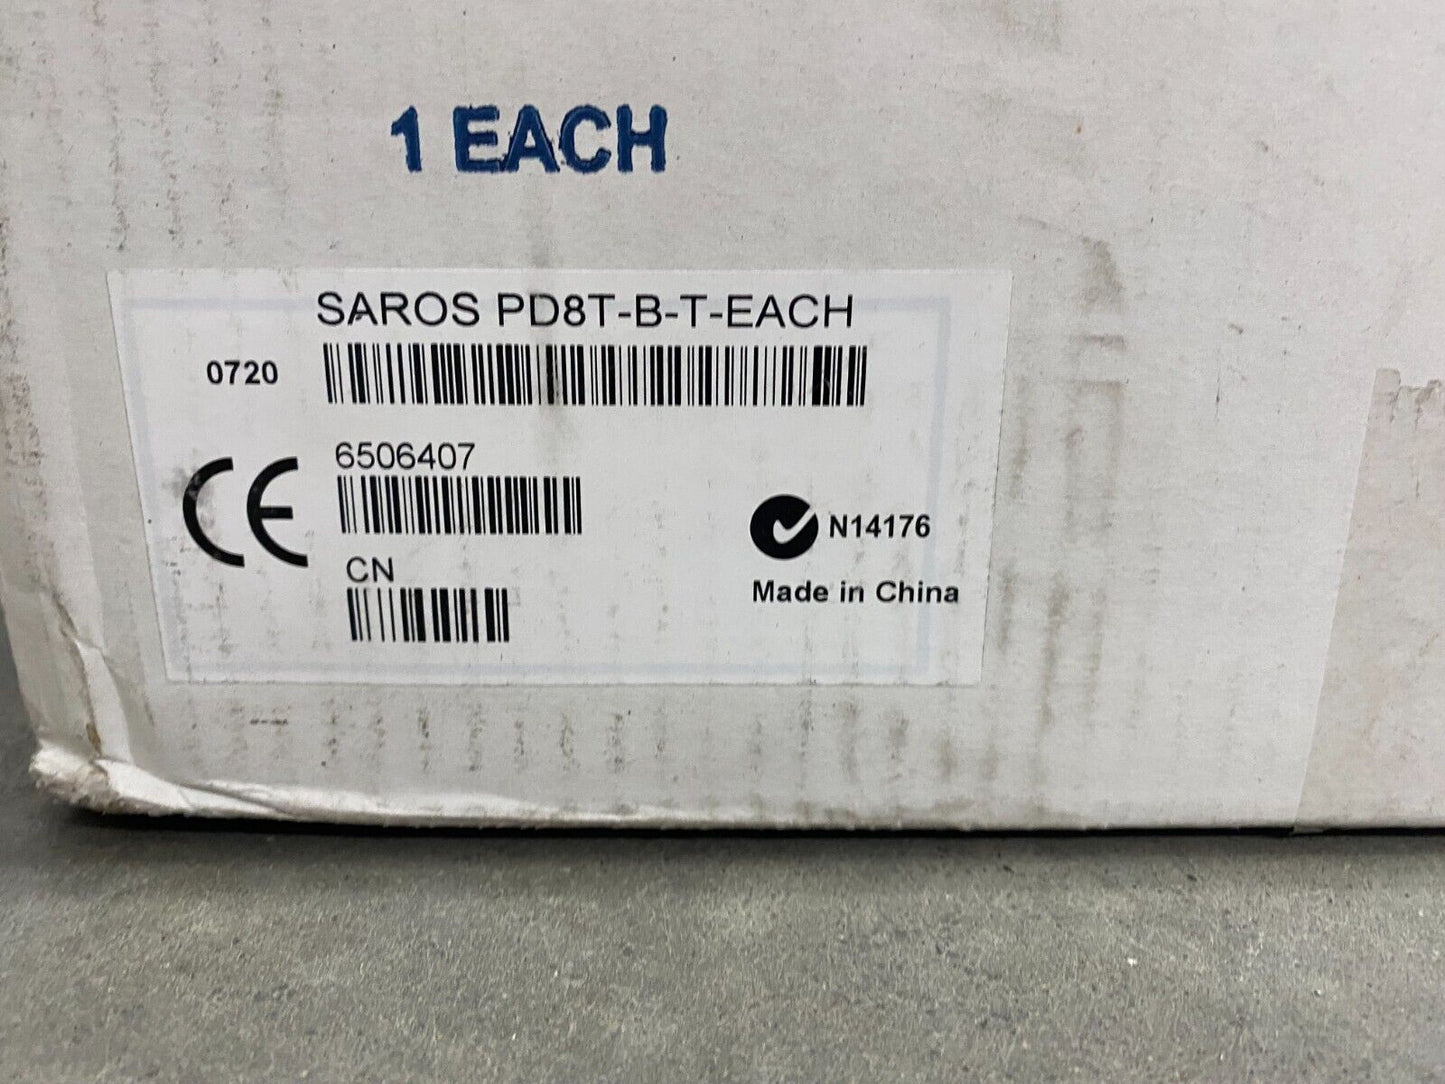 1 EACH
SAROS PD8T-B-T-EACH
0720
6506407
CE
CN
N14176
Made in China